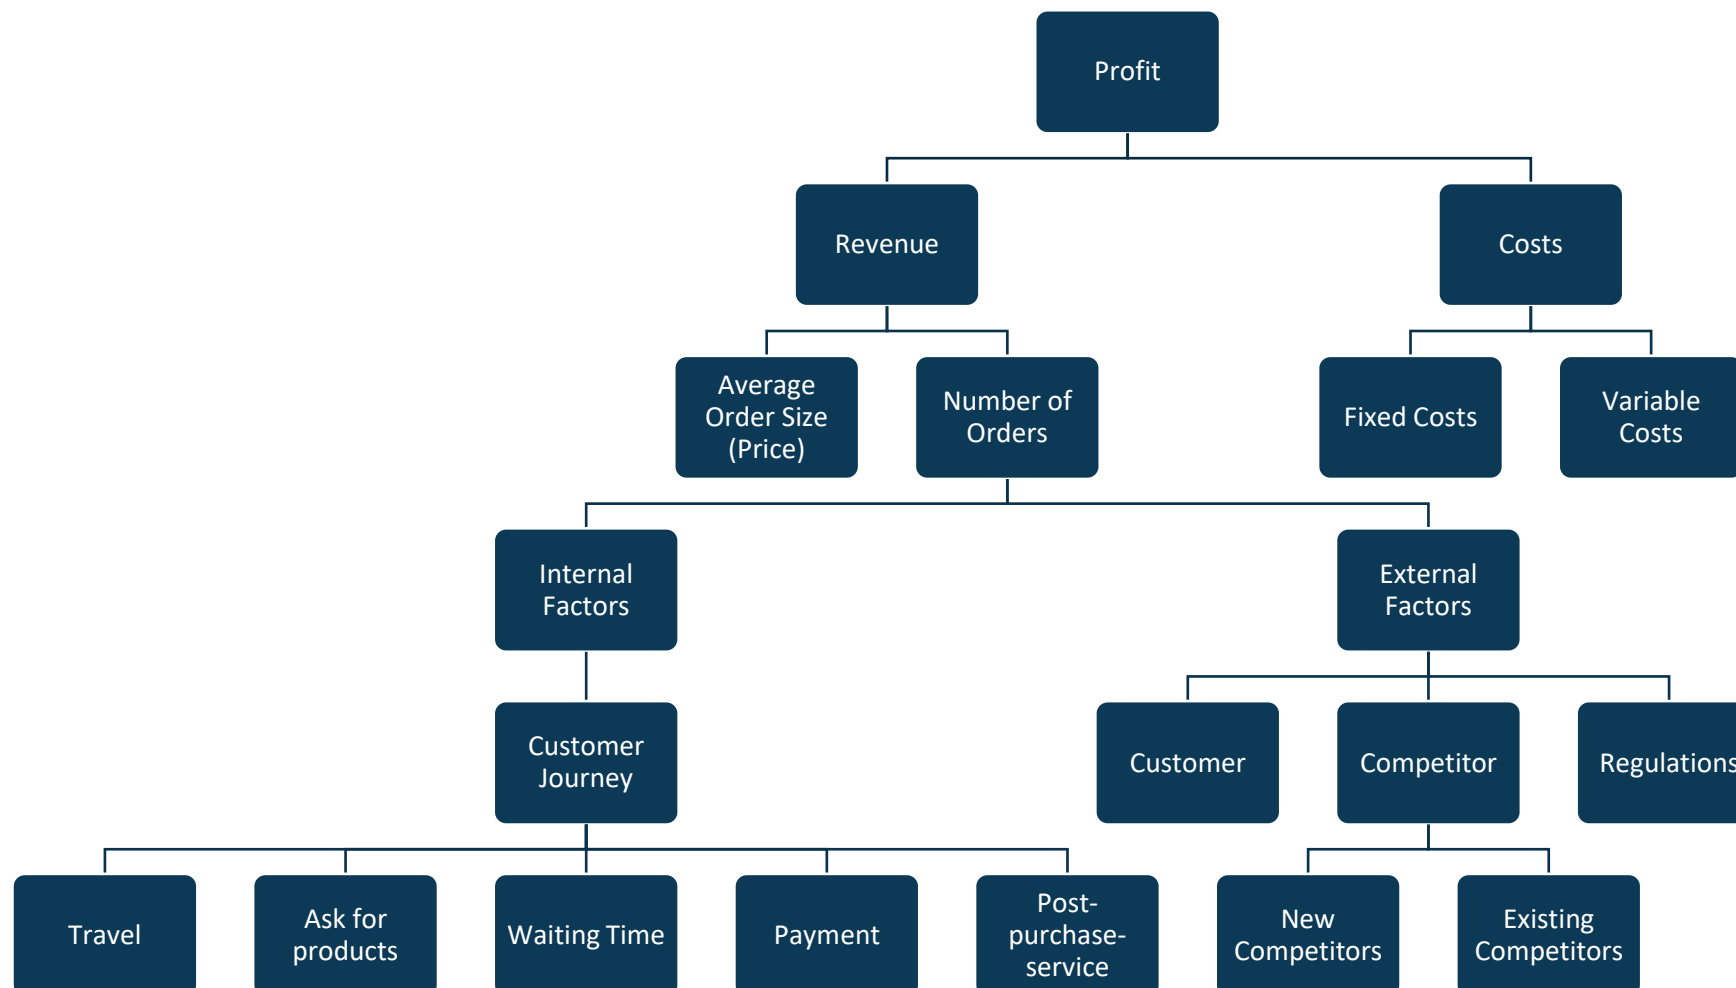 Profit
Revenue
Costs
Average
Order Size
(Price)
Number of
Orders
Fixed Costs
Variable
Costs
Internal
Factors
External
Factors
Customer
Journey
Customer
Competitor
Regulations
Travel
Ask for
products
Waiting Time
Payment
Post-
purchase-
service
New
Competitors
Existing
Competitors